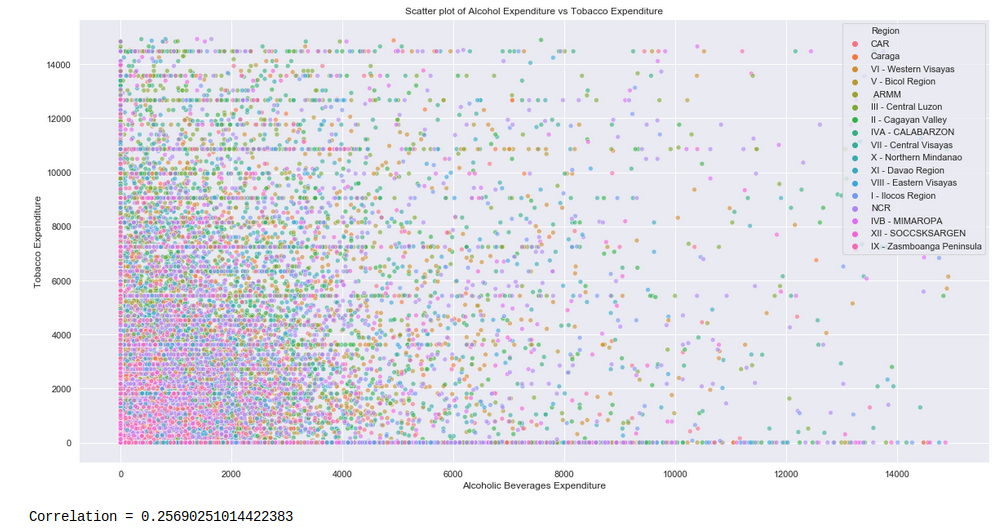 Scatter plot of Alcohol Expenditure vs Tobacco Expenditure
Region
CAR
Caraga
VI - Western Visayas
V - Bicol Region
ARMM
III - Central Luzon
II - Cagayan Valley
IVA - CALABARZON
VII - Central Visayas
X - Northern Mindanao
XI - Davao Region
VIII - Eastern Visayas
I - Ilocos Region
NCR
IVB - MIMAROPA
XII - SOCCSKSARGEN
IX - Zasmboanga Peninsula
Tobacco Expenditure
14000
12000
10000
8000
6000
4000
2000
0
0 2000 4000 6000 8000 10000 12000 14000
Alcoholic Beverages Expenditure
Correlation = 0.25690251014422383